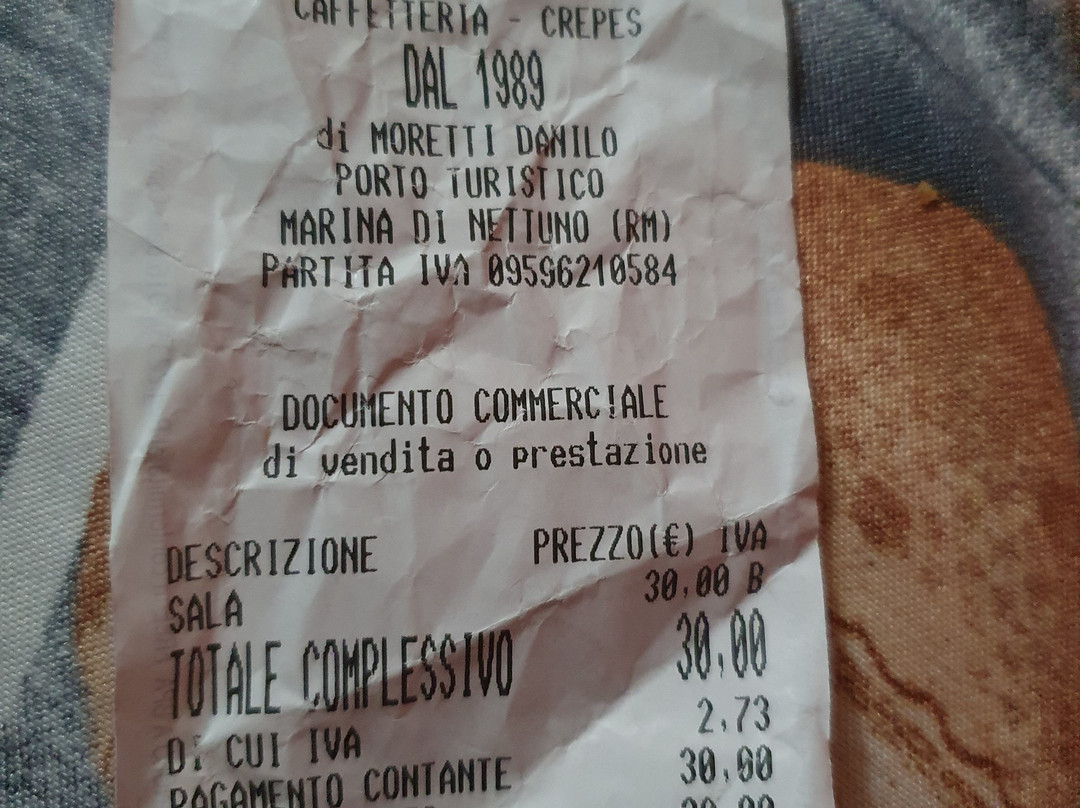 CAFFETTERIA - CREPES
DAL 1989
di MORETTI DANILO
PORTO TURISTICO
MARINA DI NETTUNO (RM)
PARTITA IVA 09596210584
DOCUMENTO COMMERCIALE
di vendita o prestazione
DESCRIZIONE PREZZO(€) IVA
SALA 30,00 B
TOTALE COMPLESSIVO 30,00
DI CUI IVA 2,73
PAGAMENTO CONTANTE 30,00